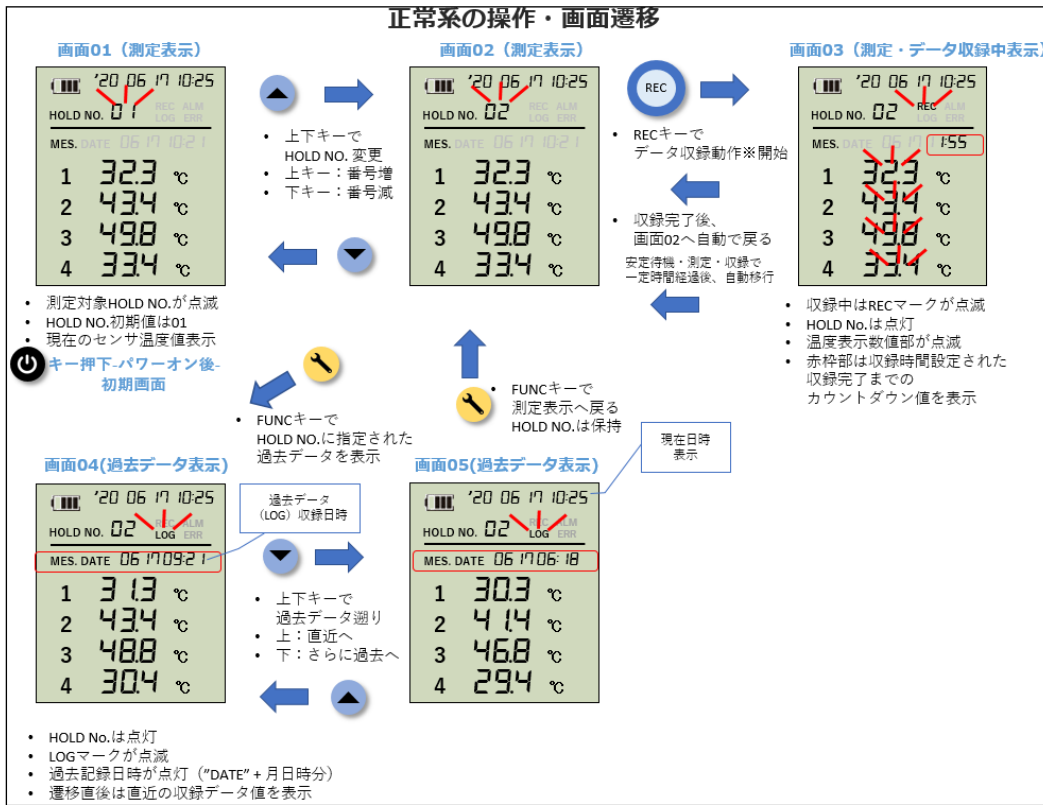 正常系の操作・画面遷移
画面01（測定表示）
'20 06 17 10:25
HOLD NO. 01 REC ALM
LOG ERR
MES. DATE 06 17 10:21
1 32.3 ℃
2 43.4 ℃
3 49.8 ℃
4 33.4 ℃
• 測定対象HOLD NO.が点滅
• HOLD NO.初期値は01
• 現在のセンサ温度値表示
キー押下-パワーオン後-
初期画面
• 上下キーで
HOLD NO. 変更
• 上キー：番号増
• 下キー：番号減
画面02（測定表示）
'20 06 17 10:25
HOLD NO. 02 REC ALM
LOG ERR
MES. DATE 06 17 10:21
1 32.3 ℃
2 43.4 ℃
3 49.8 ℃
4 33.4 ℃
REC
• RECキーで
データ収録動作※開始
• 収録完了後、
画面02へ自動で戻る
安定待機・測定・収録で
一定時間経過後、自動移行
画面03（測定・データ収録中表示）
'20 06 17 10:25
HOLD NO. 02 REC ALM
LOG ERR
MES. DATE 06 17 1:55
1 32.3 ℃
2 43.4 ℃
3 49.8 ℃
4 33.4 ℃
• 収録中はRECマークが点滅
• HOLD No.は点灯
• 温度表示数値部が点滅
• 赤枠部は収録時間設定された
収録完了までの
カウントダウン値を表示
• FUNCキーで
HOLD NO.に指定された
過去データを表示
• FUNCキーで
測定表示へ戻る
HOLD NO.は保持
現在日時
表示
画面04(過去データ表示)
'20 06 17 10:25
HOLD NO. 02 REC ALM
LOG ERR
MES. DATE 06 17 09:21
1 31.3 ℃
2 43.4 ℃
3 48.8 ℃
4 30.4 ℃
過去データ
（LOG）収録日時
• 上下キーで
過去データ遡り
• 上：直近へ
• 下：さらに過去へ
画面05(過去データ表示)
'20 06 17 10:25
HOLD NO. 02 REC ALM
LOG ERR
MES. DATE 06 17 06:18
1 30.3 ℃
2 41.4 ℃
3 46.8 ℃
4 29.4 ℃
• HOLD No.は点灯
• LOGマークが点滅
• 過去記録日時が点灯（"DATE" + 月日時分）
• 遷移直後は直近の収録データ値を表示